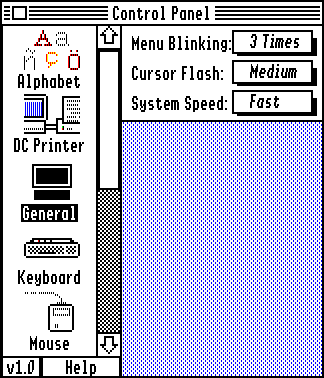 Control Panel
A a
Ñ Ö
Alphabet
DC Printer
General
Keyboard
Mouse
v1.0 Help
Menu Blinking: 3 Times
Cursor Flash: Medium
System Speed: Fast